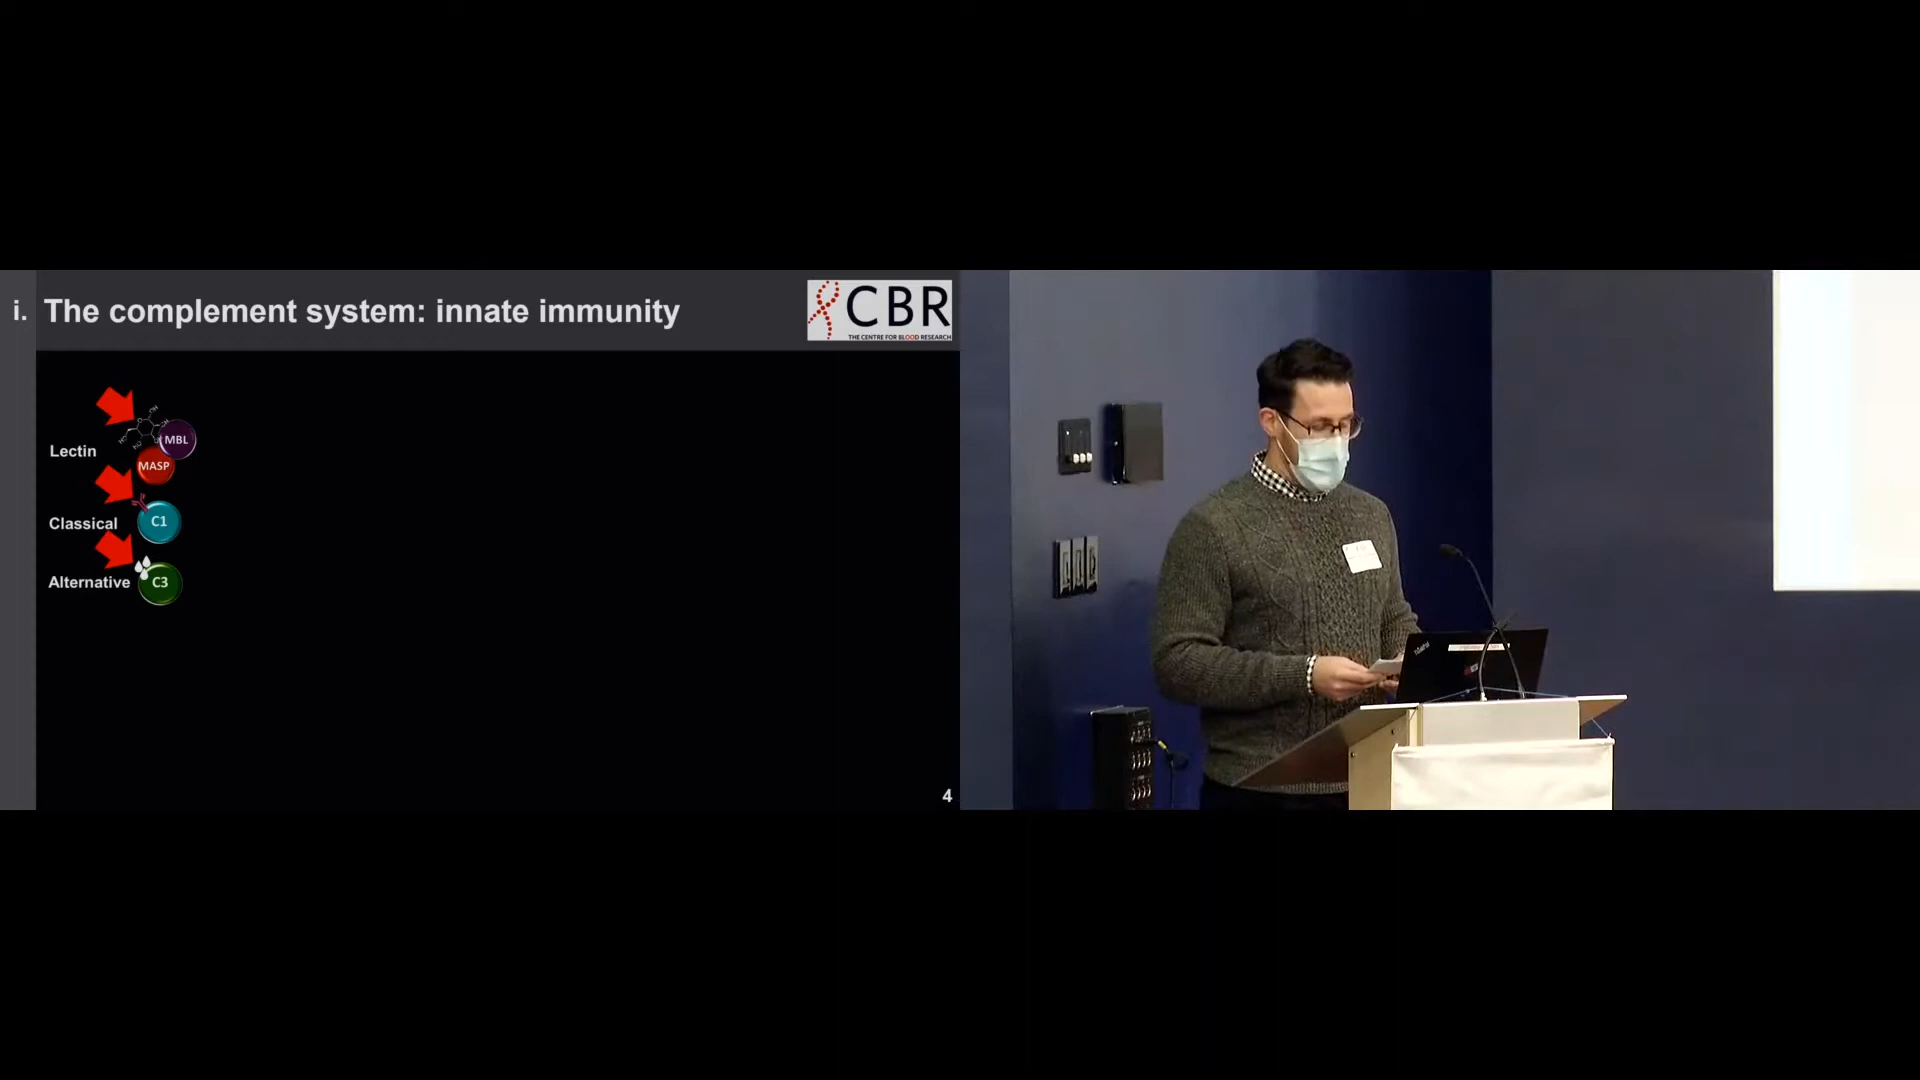 i. The complement system: innate immunity
CBR
THE CENTRE FOR BLOOD RESEARCH
Lectin
MBL
MASP
Classical
C1
Alternative
C3
4